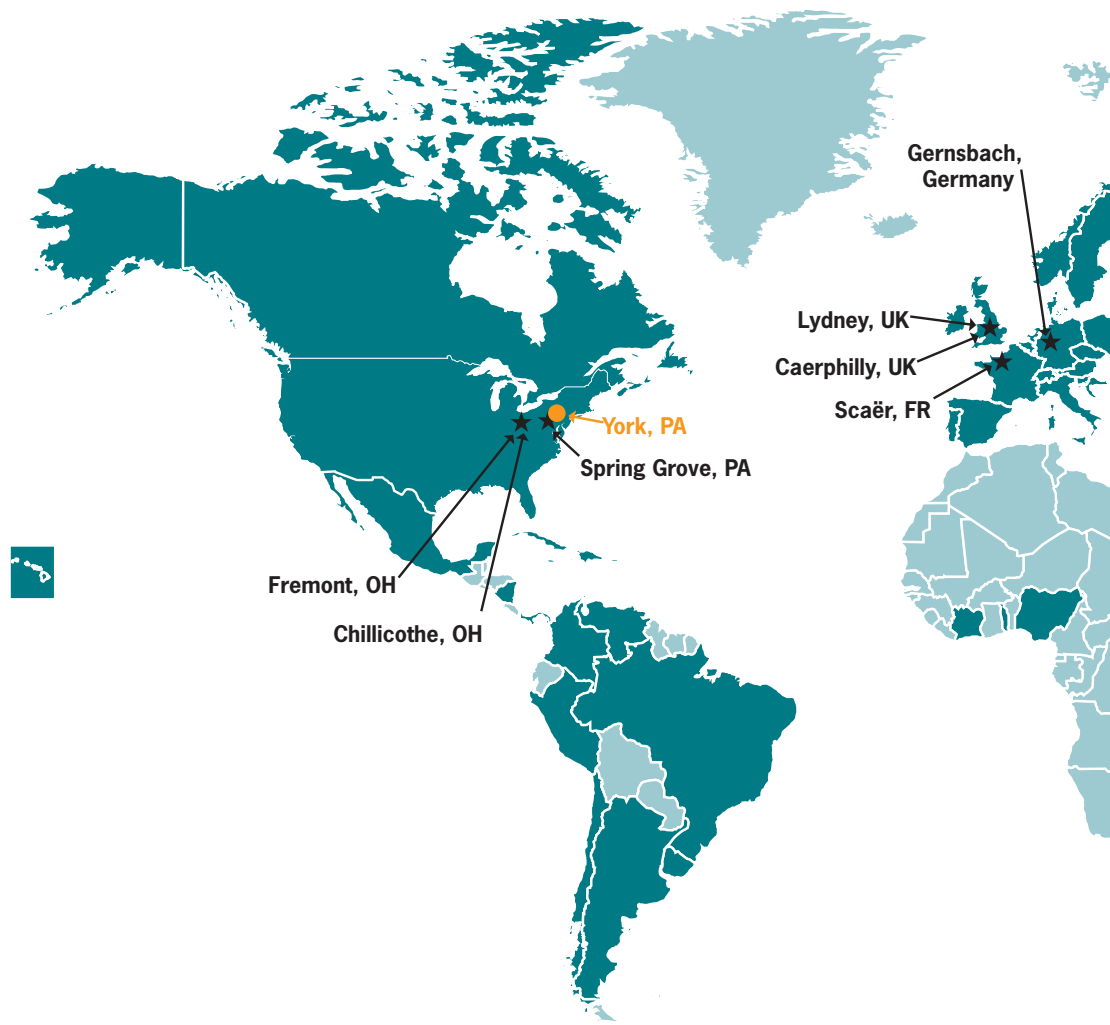 Gernsbach,
Germany
Lydney, UK
Caerphilly, UK
Scaër, FR
York, PA
Spring Grove, PA
Fremont, OH
Chillicothe, OH